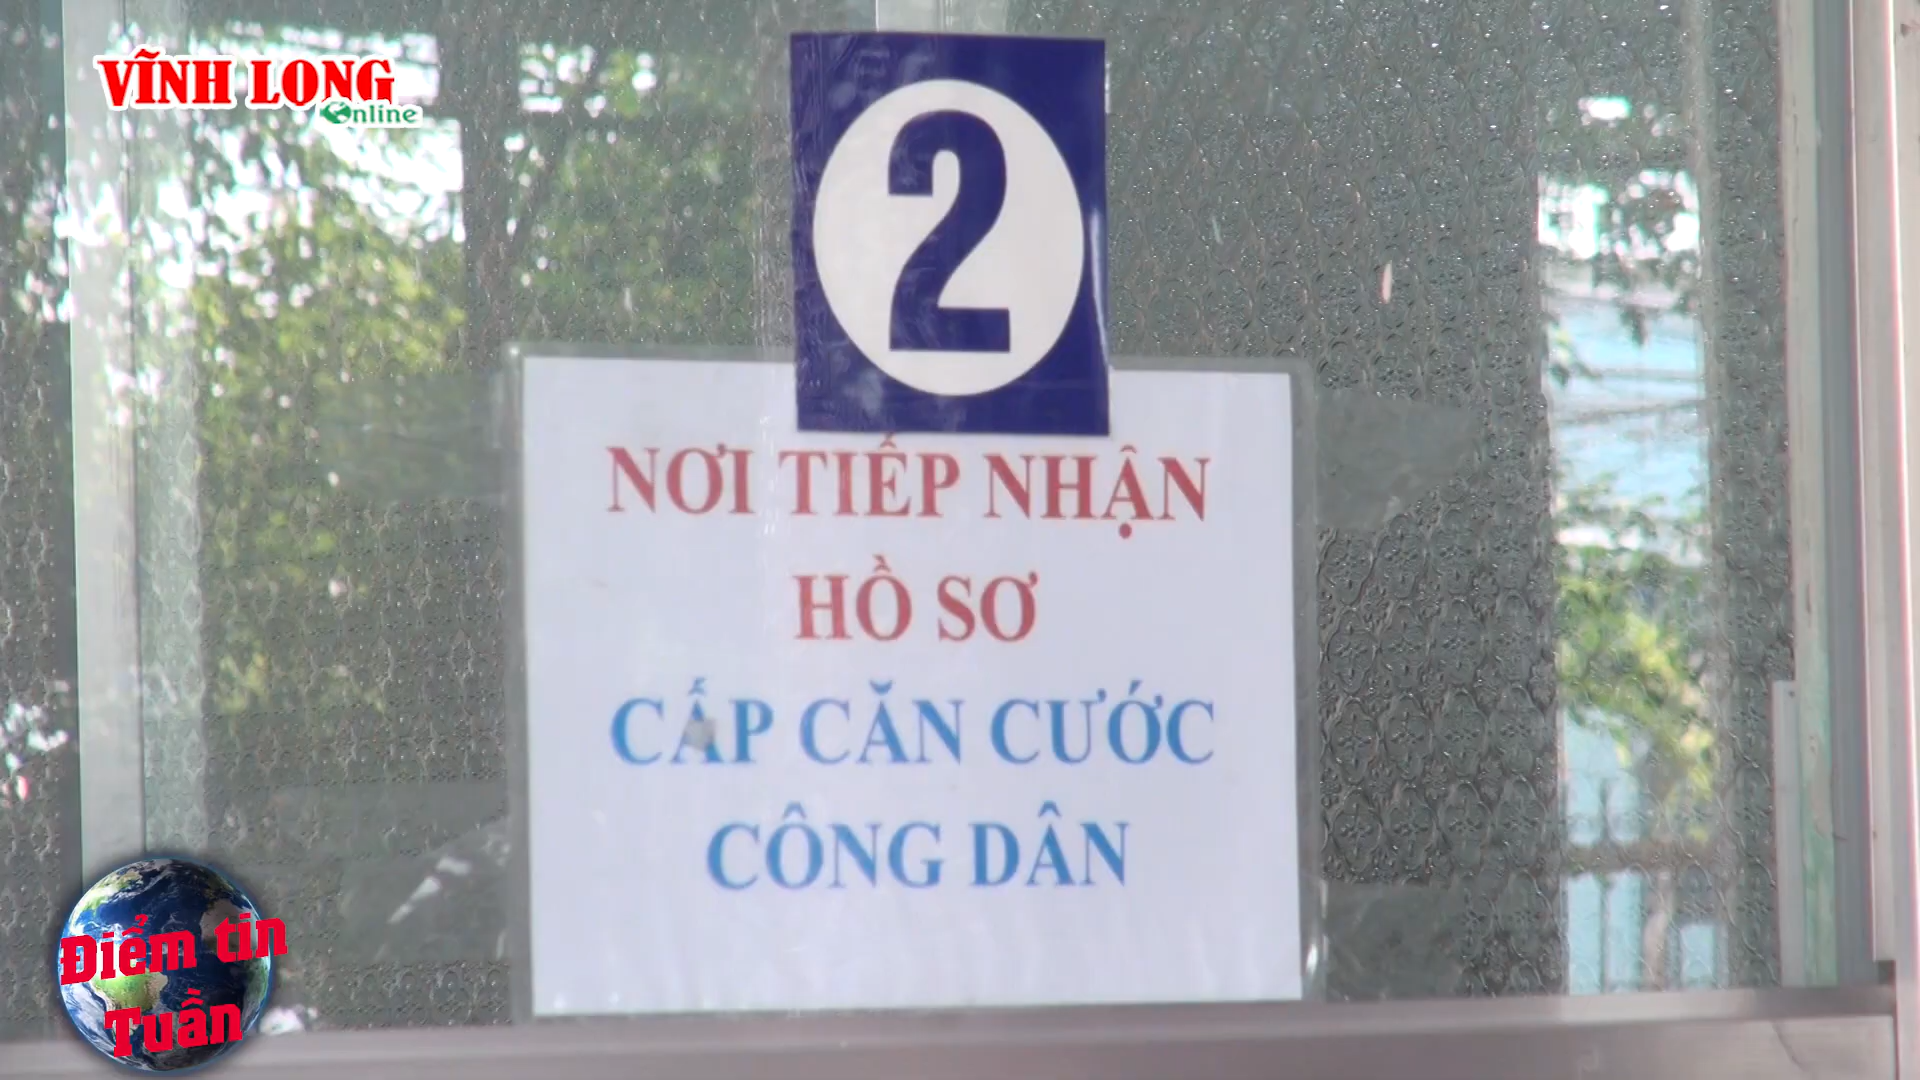 VĨNH LONG
Online
2
NƠI TIẾP NHẬN
HỒ SƠ
CẤP CĂN CƯỚC
CÔNG DÂN
Điểm tin
Tuần